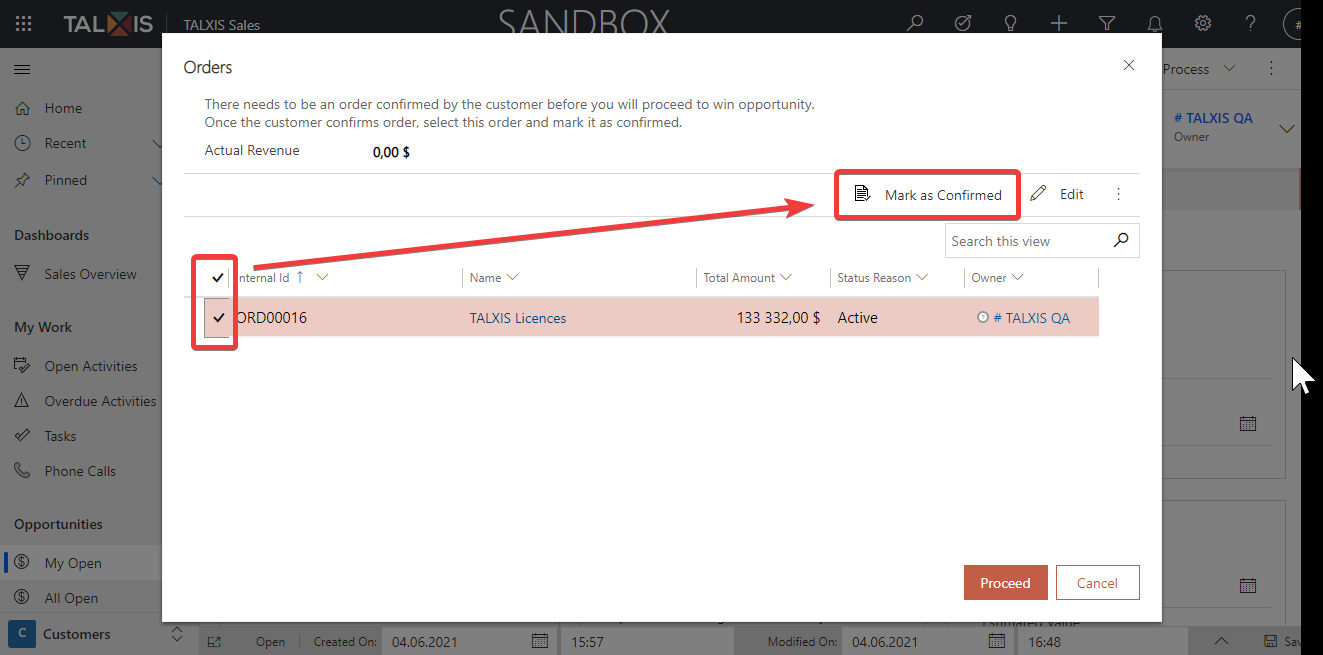 TALXIS
TALXIS Sales
SANDBOX
#
Orders
Process
There needs to be an order confirmed by the customer before you will proceed to win opportunity.
Once the customer confirms order, select this order and mark it as confirmed.
Actual Revenue 0,00 $
# TALXIS QA
Owner
Home
Recent
Pinned
Mark as Confirmed
Edit
Search this view
Dashboards
Sales Overview
nternal Id ↑ Name Total Amount Status Reason Owner
ORD00016 TALXIS Licences 133 332,00 $ Active # TALXIS QA
My Work
Open Activities
Overdue Activities
Tasks
Phone Calls
Opportunities
My Open
All Open
Proceed
Cancel
C Customers
Estimated Value
Open Created On: 04.06.2021 15:57 Modified On: 04.06.2021 16:48 Sav